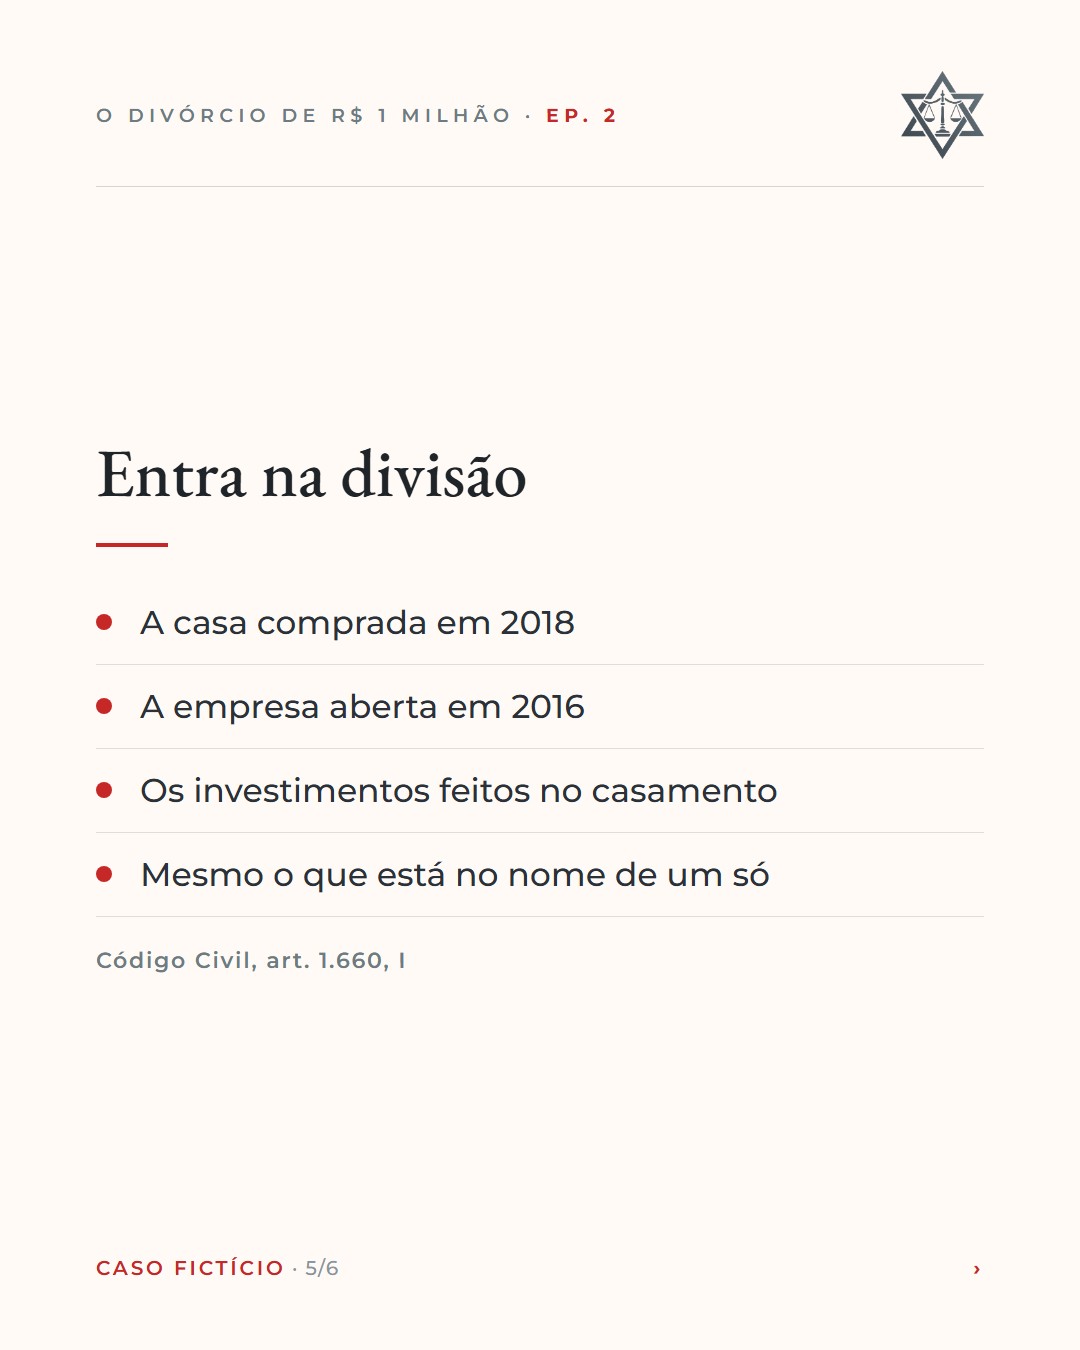 O DIVÓRCIO DE R$ 1 MILHÃO · EP. 2
Entra na divisão
A casa comprada em 2018
A empresa aberta em 2016
Os investimentos feitos no casamento
Mesmo o que está no nome de um só
Código Civil, art. 1.660, I
CASO FICTÍCIO · 5/6 ›